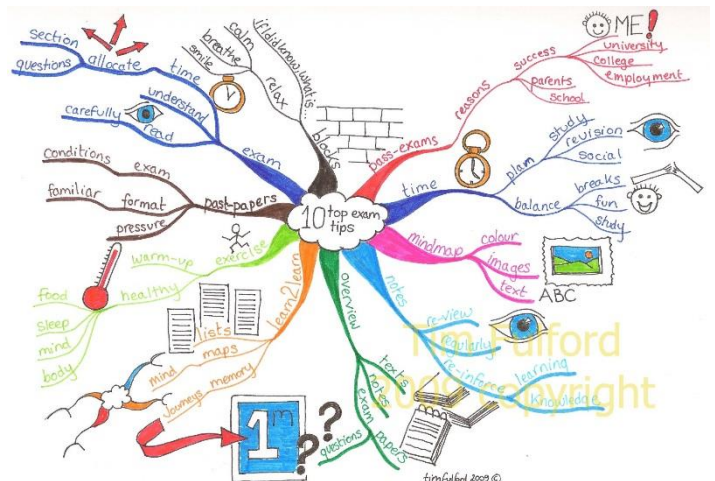 10 top exam
tips
pass-exams
reasons
success
ME!
university
college
employment
parents
school
time
plan
study
revision
social
balance
breaks
fun
study
mindmap
colour
images
text
ABC
notes
re-view
regularly
re-inforce
learning
knowledge
overview
texts
notes
exam
papers
questions
learn2learn
lists
mind
maps
memory
Journeys
1m
??
exercise
warm-up
healthy
food
sleep
mind
body
past-papers
exam
conditions
format
familiar
pressure
exam
time
allocate
section
questions
understand
read
carefully
blocks
relax
calm
breathe
smile
did know, what is...
Tim Fulford
2009 copyright
timfulford 2009 ©